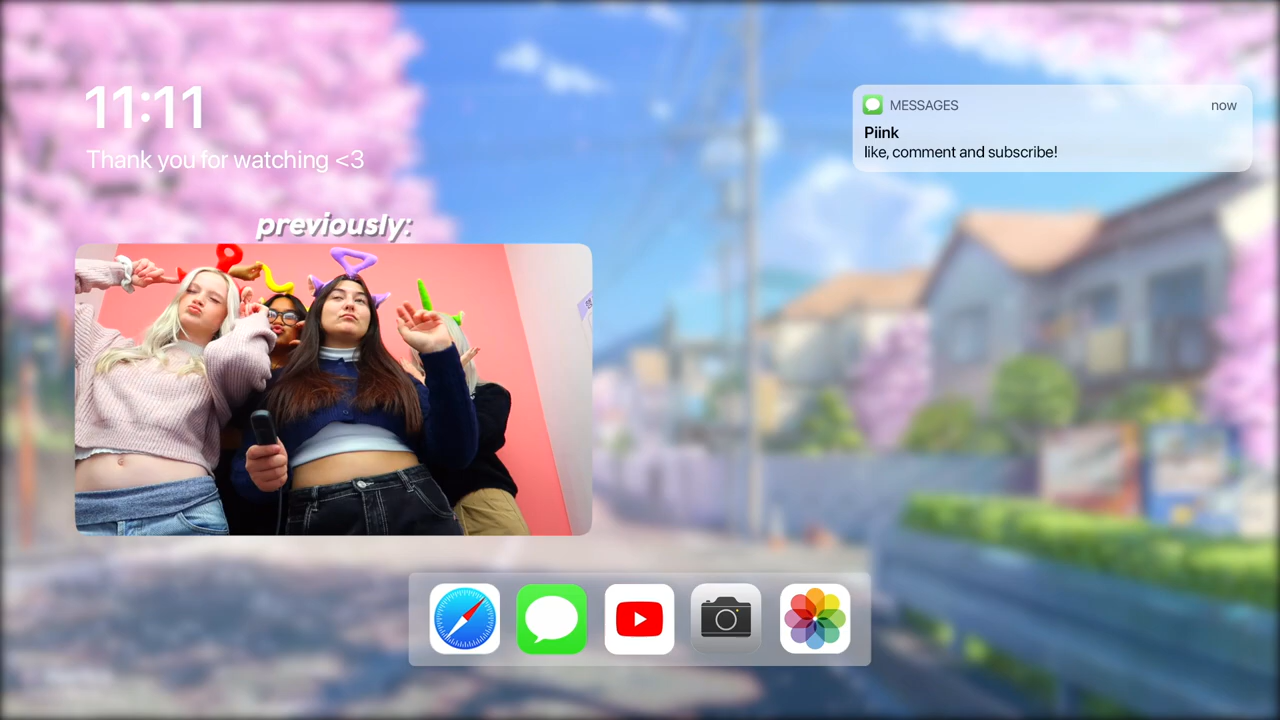 11:11
Thank you for watching <3
MESSAGES
now
Piink
like, comment and subscribe!
previously: